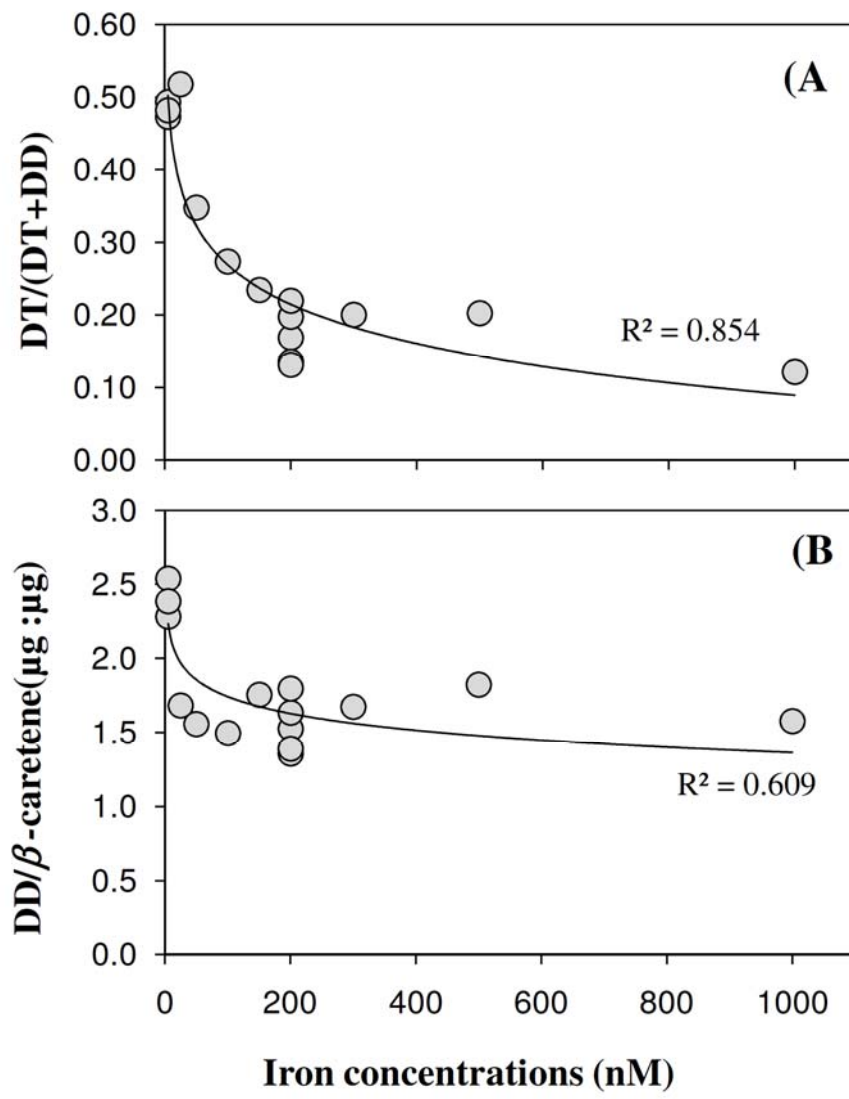 0.60
(A
0.50
0.40
0.30
0.20
0.10
0.00
DT/(DT+DD)
R² = 0.854
3.0
(B
2.5
2.0
1.5
1.0
0.5
0.0
DD/β-caretene(µg :µg)
R² = 0.609
0 200 400 600 800 1000
Iron concentrations (nM)